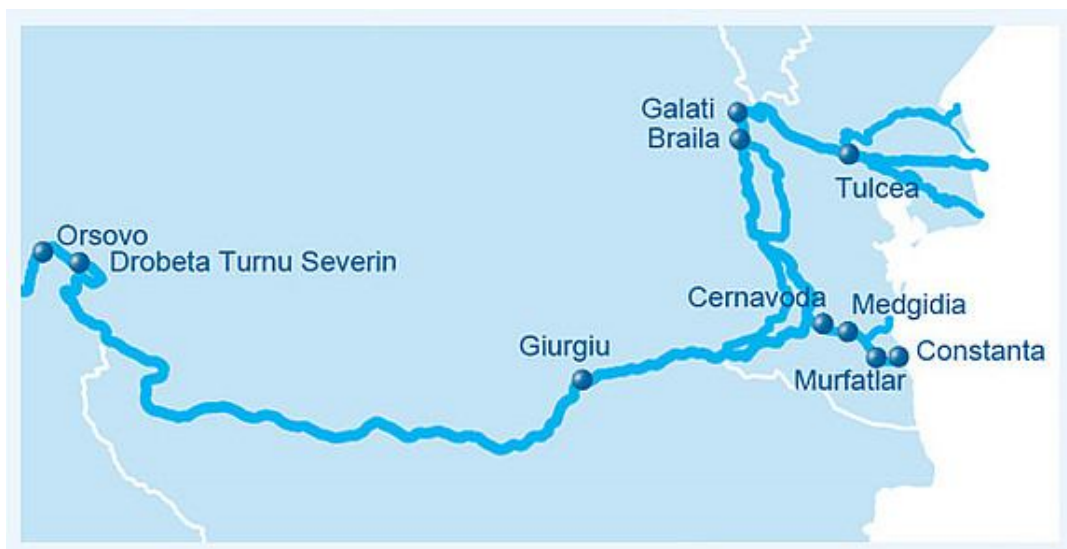 Galati
Braila
Tulcea
Orsovo
Drobeta Turnu Severin
Cernavoda
Medgidia
Giurgiu
Constanta
Murfatlar